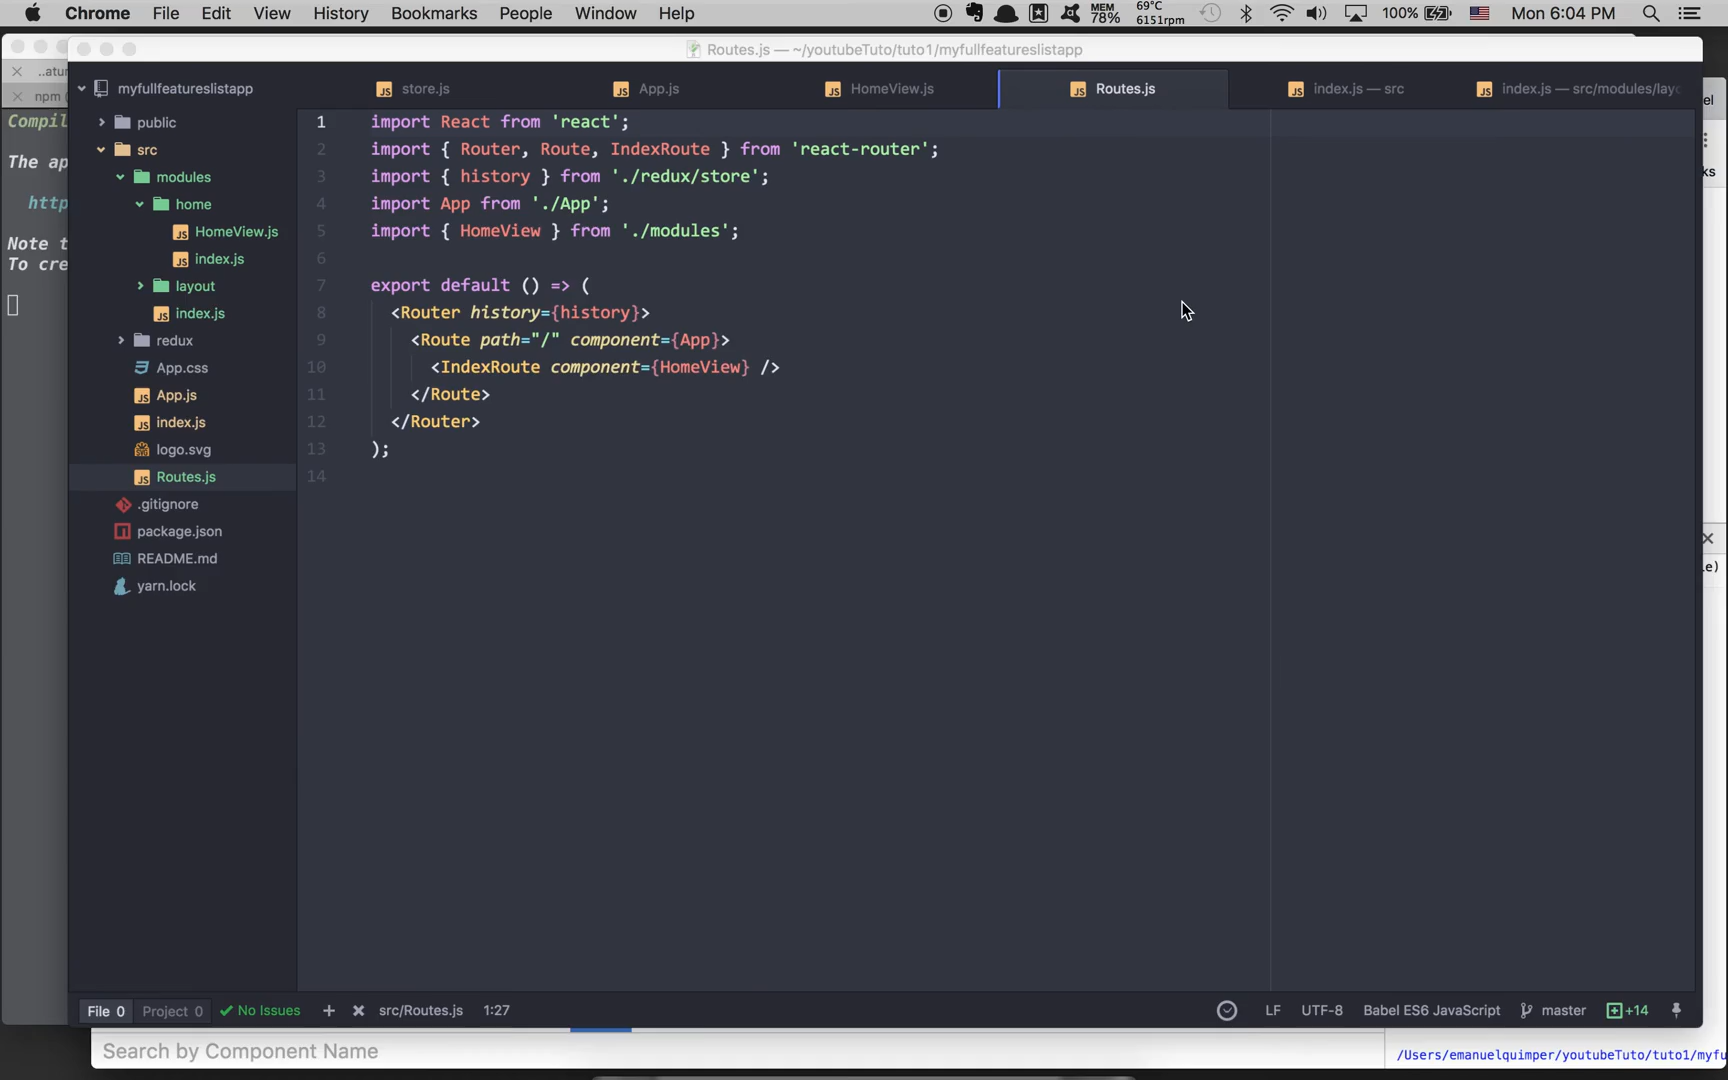 Chrome File Edit View History Bookmarks People Window Help MEM 78% 69°C 6151rpm 100% Mon 6:04 PM
Routes.js — ~/youtubeTuto/tuto1/myfullfeatureslistapp
..atur
npm (
Compil
The ap
http
Note t
To cre
myfullfeatureslistapp
public
src
modules
home
HomeView.js
index.js
layout
index.js
redux
App.css
App.js
index.js
logo.svg
Routes.js
.gitignore
package.json
README.md
yarn.lock
store.js App.js HomeView.js Routes.js index.js — src index.js — src/modules/layo
1 import React from 'react';
2 import { Router, Route, IndexRoute } from 'react-router';
3 import { history } from './redux/store';
4 import App from './App';
5 import { HomeView } from './modules';
6
7 export default () => (
8 <Router history={history}>
9 <Route path="/" component={App}>
10 <IndexRoute component={HomeView} />
11 </Route>
12 </Router>
13 );
14
el
ks
le)
File 0 Project 0 No Issues + src/Routes.js 1:27 LF UTF-8 Babel ES6 JavaScript master +14
Search by Component Name
/Users/emanuelquimper/youtubeTuto/tuto1/myfu